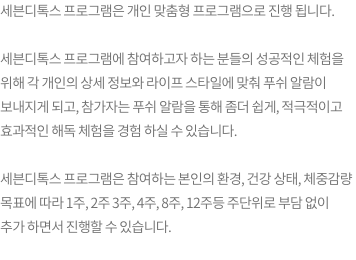 세븐디톡스 프로그램은 개인 맞춤형 프로그램으로 진행 됩니다.
세븐디톡스 프로그램에 참여하고자 하는 분들의 성공적인 체험을
위해 각 개인의 상세 정보와 라이프 스타일에 맞춰 푸쉬 알람이
보내지게 되고, 참가자는 푸쉬 알람을 통해 좀더 쉽게, 적극적이고
효과적인 해독 체험을 경험 하실 수 있습니다.
세븐디톡스 프로그램은 참여하는 본인의 환경, 건강 상태, 체중감량
목표에 따라 1주, 2주 3주, 4주, 8주, 12주등 주단위로 부담 없이
추가 하면서 진행할 수 있습니다.